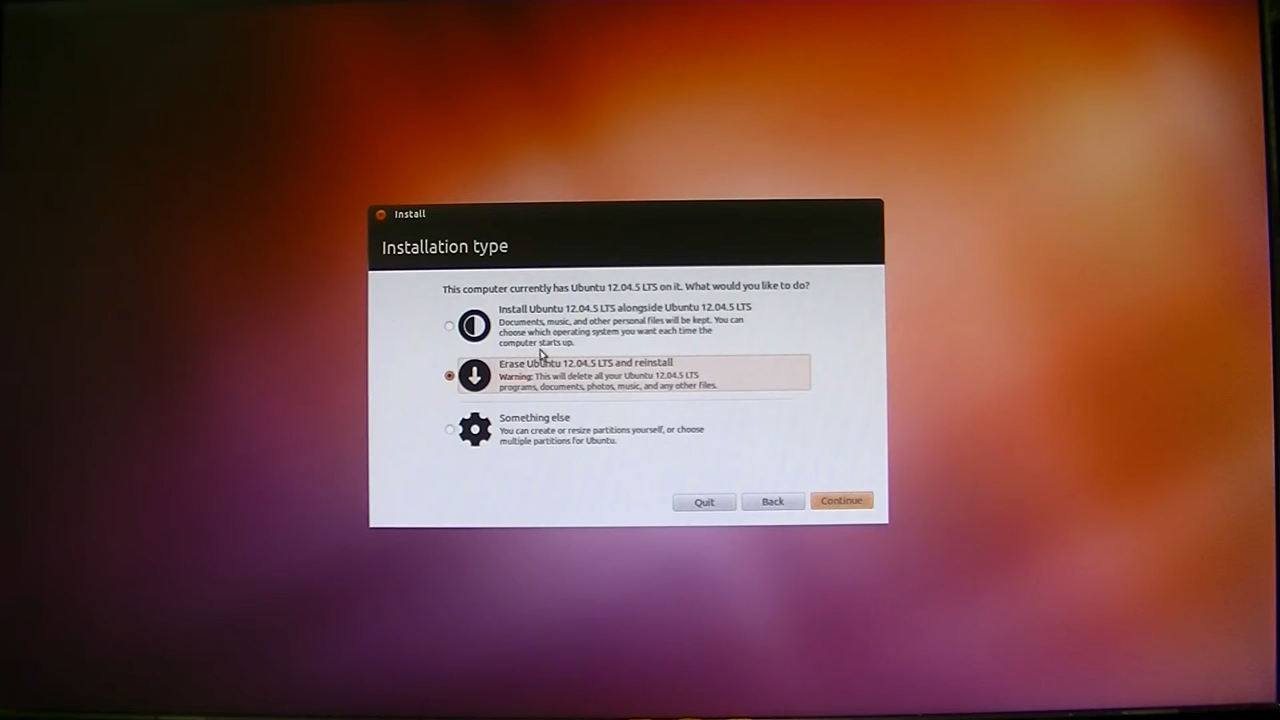 Install
Installation type
This computer currently has Ubuntu 12.04.5 LTS on it. What would you like to do?
Install Ubuntu 12.04.5 LTS alongside Ubuntu 12.04.5 LTS
Documents, music, and other personal files will be kept. You can
choose which operating system you want each time the
computer starts up.
Erase Ubuntu 12.04.5 LTS and reinstall
Warning: This will delete all your Ubuntu 12.04.5 LTS
programs, documents, photos, music, and any other files.
Something else
You can create or resize partitions yourself, or choose
multiple partitions for Ubuntu.
Quit
Back
Continue